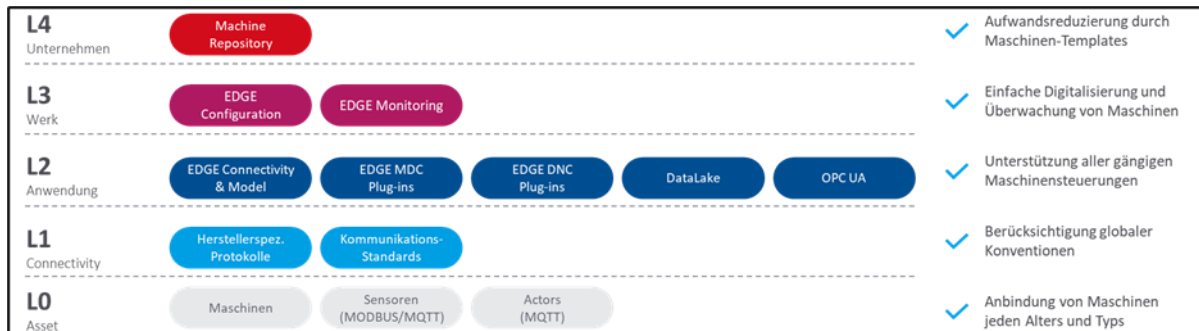 L4
Unternehmen
Machine
Repository
Aufwandsreduzierung durch
Maschinen-Templates
L3
Werk
EDGE
Configuration
EDGE Monitoring
Einfache Digitalisierung und
Überwachung von Maschinen
L2
Anwendung
EDGE Connectivity
& Model
EDGE MDC
Plug-ins
EDGE DNC
Plug-ins
DataLake
OPC UA
Unterstützung aller gängigen
Maschinensteuerungen
L1
Connectivity
Herstellerspez.
Protokolle
Kommunikations-
Standards
Berücksichtigung globaler
Konventionen
L0
Asset
Maschinen
Sensoren
(MODBUS/MQTT)
Actors
(MQTT)
Anbindung von Maschinen
jeden Alters und Typs